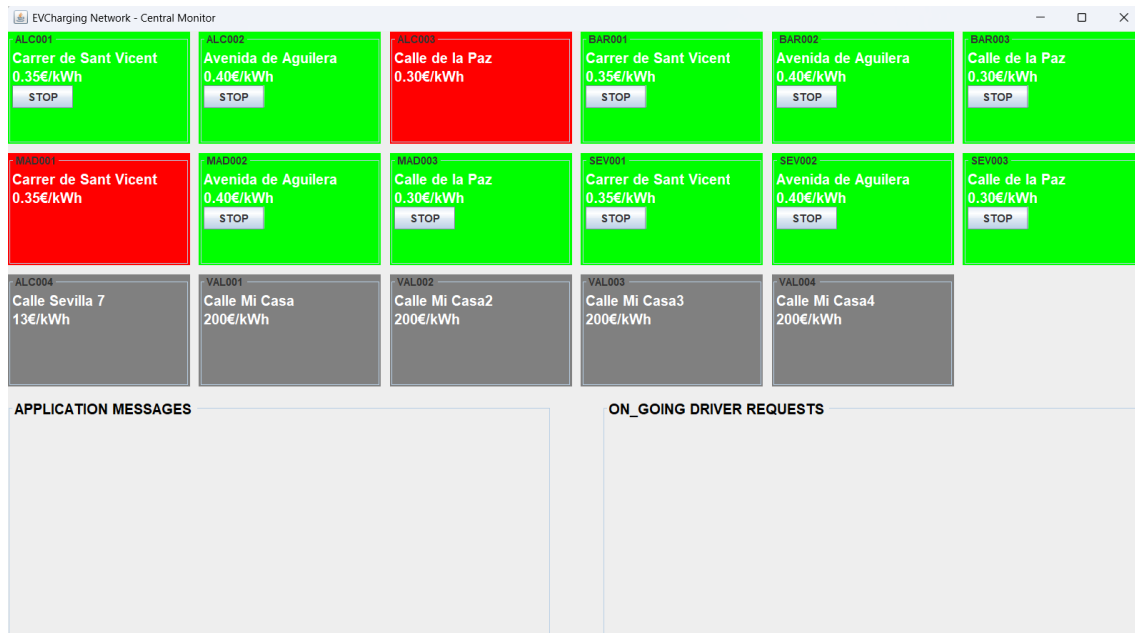 EVCharging Network - Central Monitor
ALC001
Carrer de Sant Vicent
0.35€/kWh
STOP
ALC002
Avenida de Aguilera
0.40€/kWh
STOP
ALC003
Calle de la Paz
0.30€/kWh
BAR001
Carrer de Sant Vicent
0.35€/kWh
STOP
BAR002
Avenida de Aguilera
0.40€/kWh
STOP
BAR003
Calle de la Paz
0.30€/kWh
STOP
MAD001
Carrer de Sant Vicent
0.35€/kWh
MAD002
Avenida de Aguilera
0.40€/kWh
STOP
MAD003
Calle de la Paz
0.30€/kWh
STOP
SEV001
Carrer de Sant Vicent
0.35€/kWh
STOP
SEV002
Avenida de Aguilera
0.40€/kWh
STOP
SEV003
Calle de la Paz
0.30€/kWh
STOP
ALC004
Calle Sevilla 7
13€/kWh
VAL001
Calle Mi Casa
200€/kWh
VAL002
Calle Mi Casa2
200€/kWh
VAL003
Calle Mi Casa3
200€/kWh
VAL004
Calle Mi Casa4
200€/kWh
APPLICATION MESSAGES
ON_GOING DRIVER REQUESTS